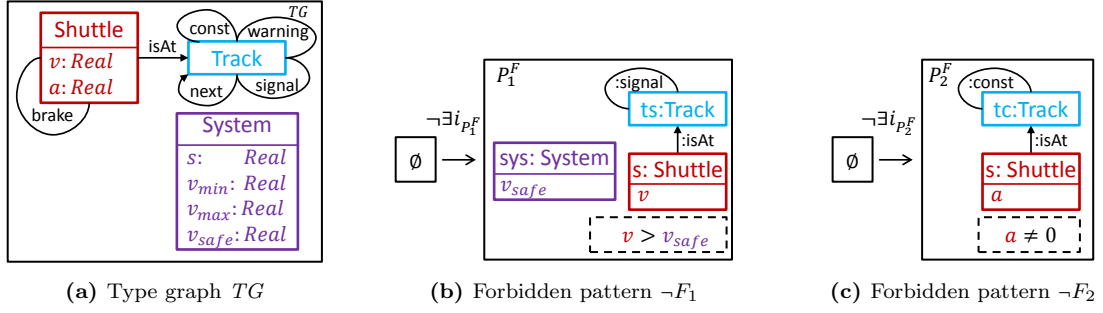 TG
Shuttle
v: Real
a: Real
brake
isAt
const
warning
Track
next
signal
System
s: Real
v_min: Real
v_max: Real
v_safe: Real
(a) Type graph TG
¬∃i_{P_1^F}
∅
P_1^F
:signal
ts:Track
:isAt
sys: System
v_safe
s: Shuttle
v
v > v_safe
(b) Forbidden pattern ¬F_1
¬∃i_{P_2^F}
∅
P_2^F
:const
tc:Track
:isAt
s: Shuttle
a
a ≠ 0
(c) Forbidden pattern ¬F_2